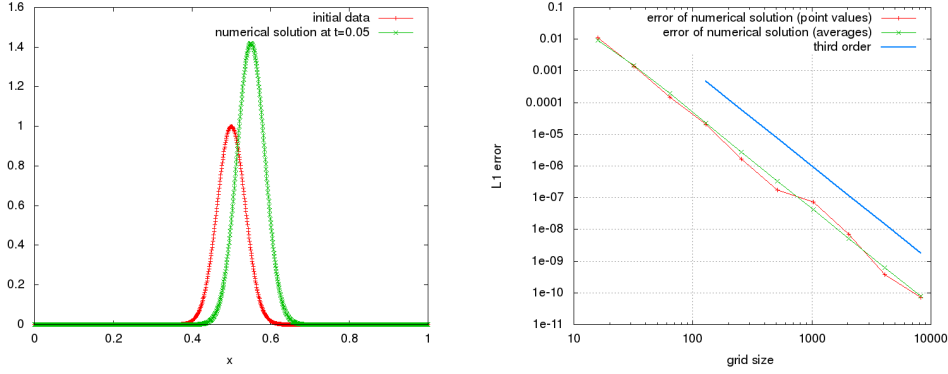 initial data
numerical solution at t=0.05
1.6
1.4
1.2
1
0.8
0.6
0.4
0.2
0
0 0.2 0.4 0.6 0.8 1
x
error of numerical solution (point values)
error of numerical solution (averages)
third order
0.01
0.001
0.0001
1e-05
1e-06
1e-07
1e-08
1e-09
1e-10
1e-11
L1 error
10 100 1000 10000
grid size